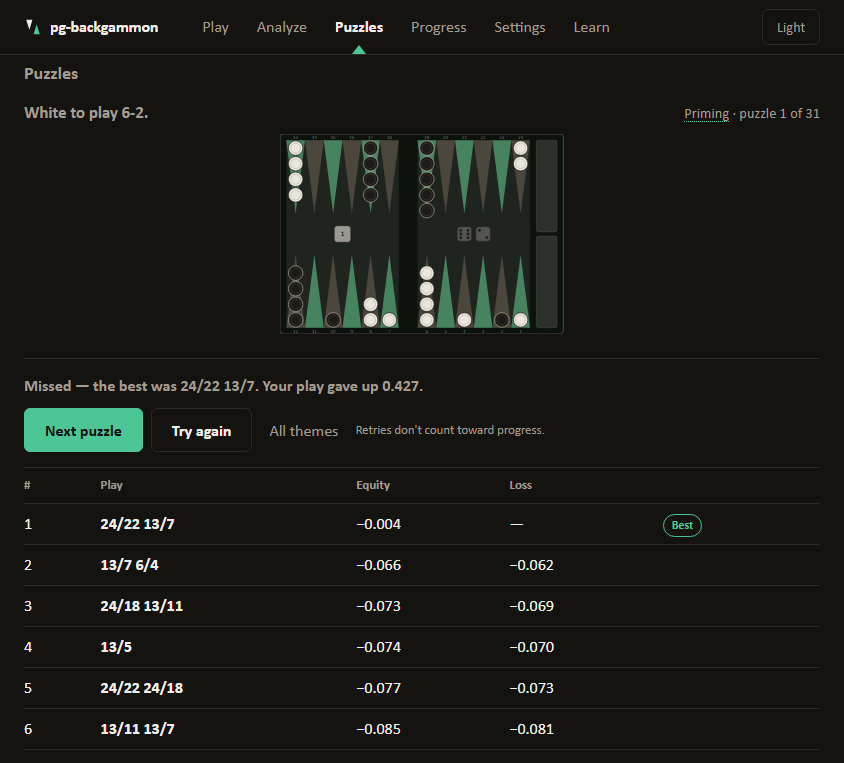 pg-backgammon Play Analyze Puzzles Progress Settings Learn Light
Puzzles
White to play 6-2.
Priming · puzzle 1 of 31
1
Missed — the best was 24/22 13/7. Your play gave up 0.427.
Next puzzle Try again All themes Retries don't count toward progress.
# Play Equity Loss
1 24/22 13/7 −0.004 — Best
2 13/7 6/4 −0.066 −0.062
3 24/18 13/11 −0.073 −0.069
4 13/5 −0.074 −0.070
5 24/22 24/18 −0.077 −0.073
6 13/11 13/7 −0.085 −0.081